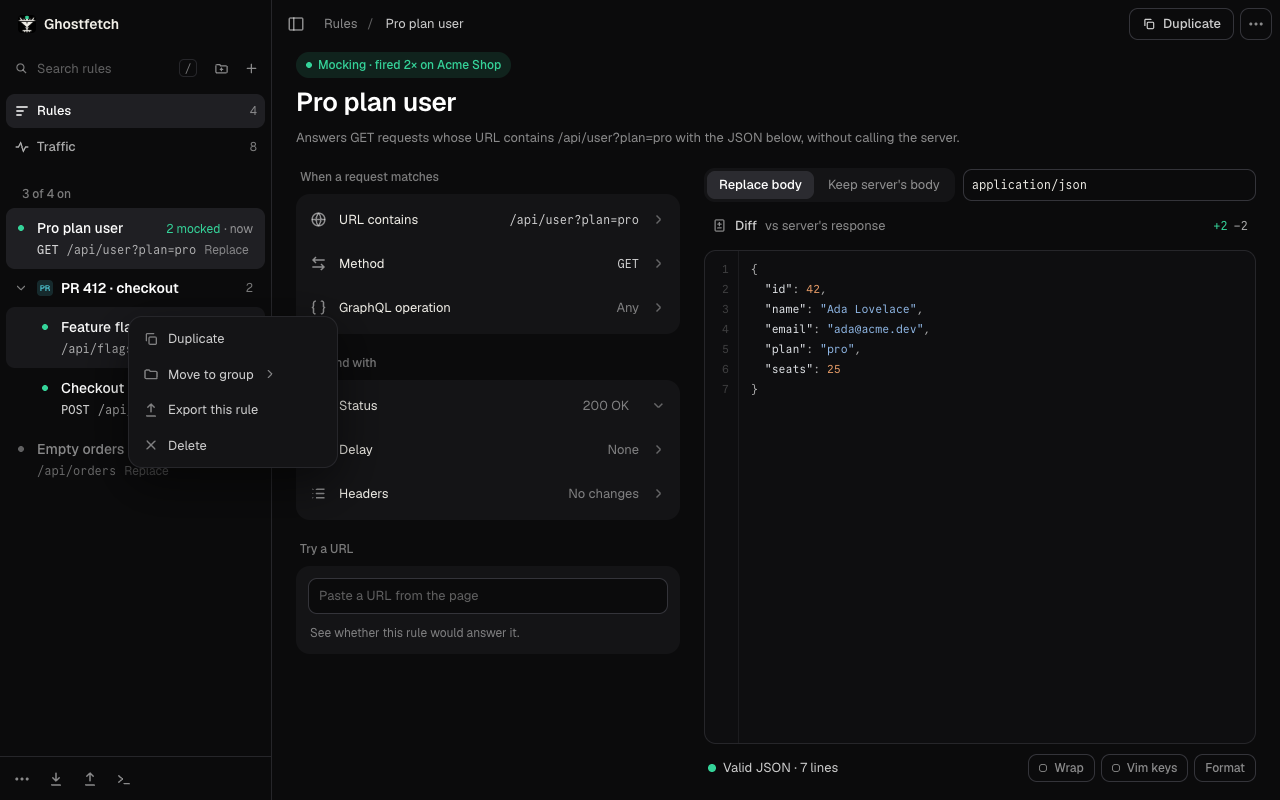 Ghostfetch
Search rules
/
Rules 4
Traffic 8
3 of 4 on
Pro plan user 2 mocked · now
GET /api/user?plan=pro Replace
PR PR 412 · checkout 2
Feature fla
/api/flags
Checkout
POST /api/
Empty orders
/api/orders Replace
Duplicate
Move to group
Export this rule
Delete
Rules / Pro plan user
Duplicate
Mocking · fired 2× on Acme Shop
Pro plan user
Answers GET requests whose URL contains /api/user?plan=pro with the JSON below, without calling the server.
When a request matches
URL contains /api/user?plan=pro
Method GET
GraphQL operation Any
nd with
Status 200 OK
Delay None
Headers No changes
Try a URL
Paste a URL from the page
See whether this rule would answer it.
Replace body Keep server's body application/json
Diff vs server's response +2 −2
1 {
2 "id": 42,
3 "name": "Ada Lovelace",
4 "email": "ada@acme.dev",
5 "plan": "pro",
6 "seats": 25
7 }
Valid JSON · 7 lines
Wrap
Vim keys
Format